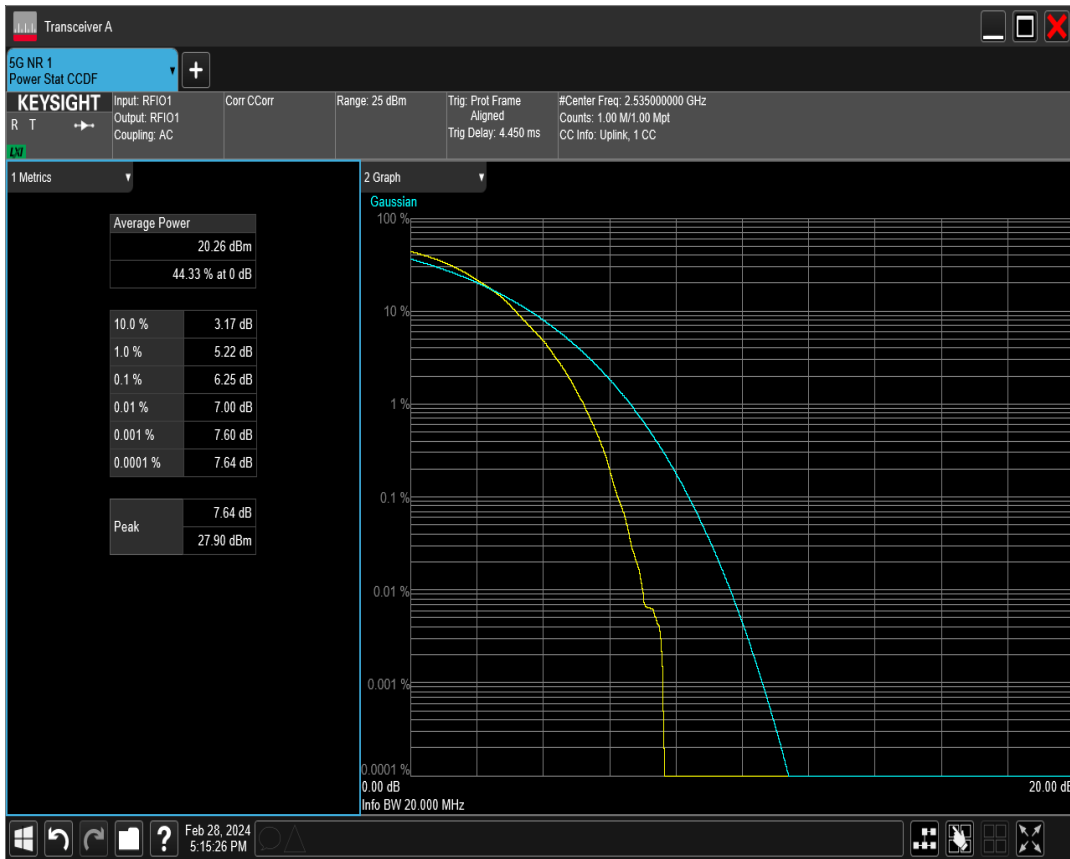 Transceiver A
5G NR 1
Power Stat CCDF
+
KEYSIGHT
R T
LXI
Input: RFIO1
Output: RFIO1
Coupling: AC
Corr CCorr
Range: 25 dBm
Trig: Prot Frame
Aligned
Trig Delay: 4.450 ms
#Center Freq: 2.535000000 GHz
Counts: 1.00 M/1.00 Mpt
CC Info: Uplink, 1 CC
1 Metrics
Average Power
20.26 dBm
44.33 % at 0 dB
10.0 % 3.17 dB
1.0 % 5.22 dB
0.1 % 6.25 dB
0.01 % 7.00 dB
0.001 % 7.60 dB
0.0001 % 7.64 dB
Peak
7.64 dB
27.90 dBm
2 Graph
Gaussian
100 %
10 %
1 %
0.1 %
0.01 %
0.001 %
0.0001 %
0.00 dB 20.00 dB
Info BW 20.000 MHz
?
Feb 28, 2024
5:15:26 PM